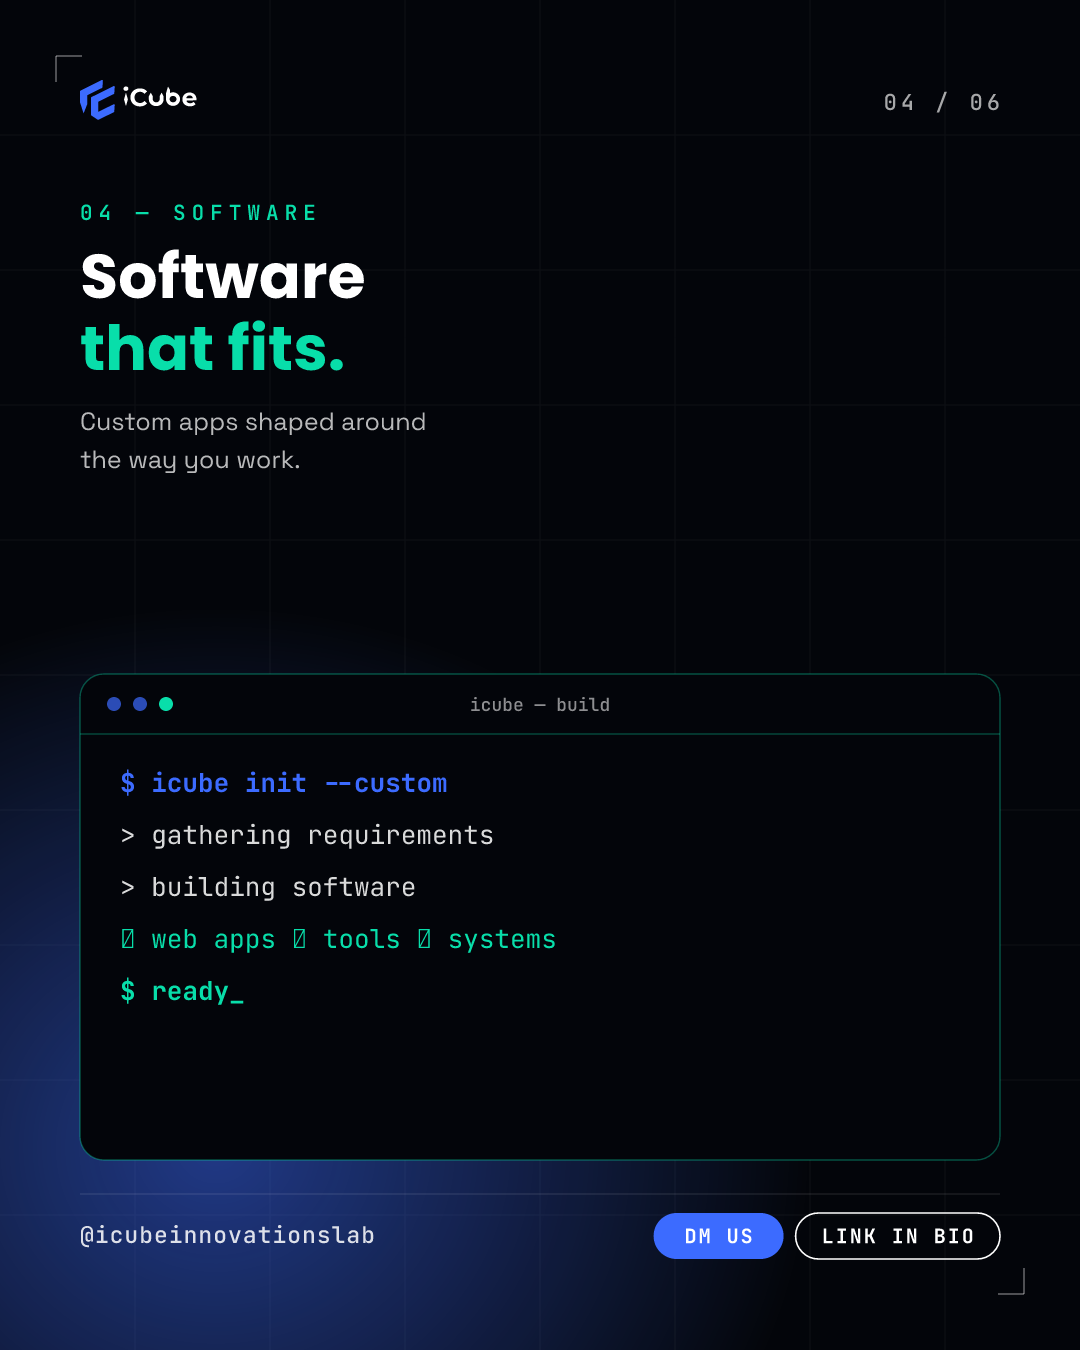 iCube
04 / 06
04 — SOFTWARE
Software
that fits.
Custom apps shaped around
the way you work.
icube — build
$ icube init --custom
> gathering requirements
> building software
web apps tools systems
$ ready_
@icubeinnovationslab
DM US
LINK IN BIO